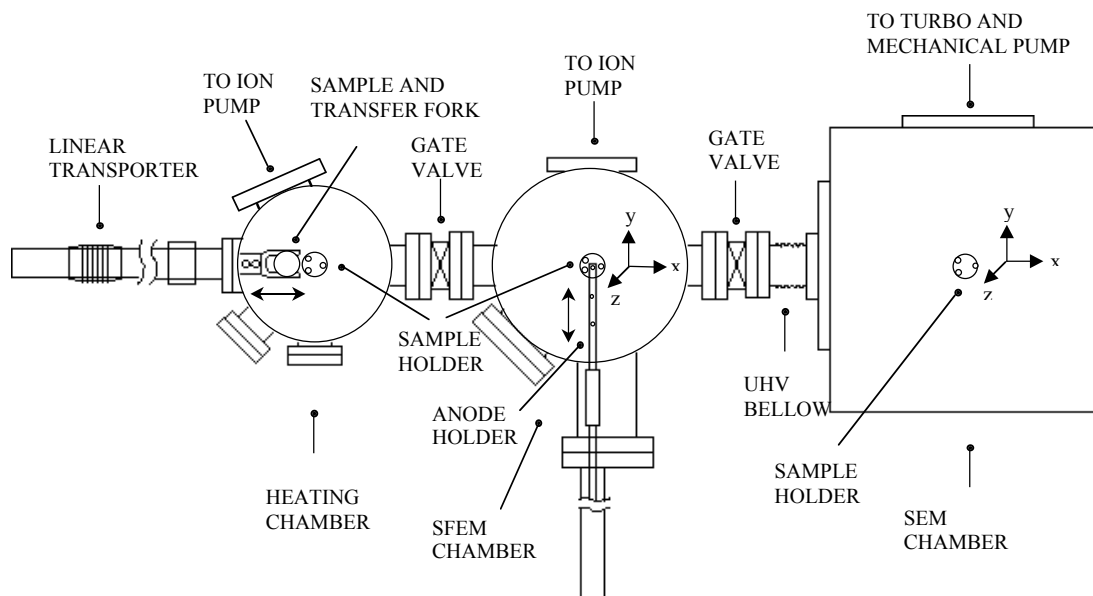 TO TURBO AND
MECHANICAL PUMP
TO ION
PUMP
SAMPLE AND
TRANSFER FORK
TO ION
PUMP
LINEAR
TRANSPORTER
GATE
VALVE
GATE
VALVE
y
x
z
y
x
z
SAMPLE
HOLDER
ANODE
HOLDER
UHV
BELLOW
SAMPLE
HOLDER
HEATING
CHAMBER
SFEM
CHAMBER
SEM
CHAMBER